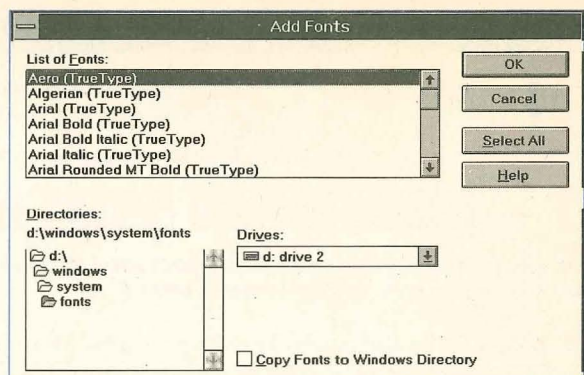 Add Fonts
List of Fonts:
Aero (TrueType)
Algerian (TrueType)
Arial (TrueType)
Arial Bold (TrueType)
Arial Bold Italic (TrueType)
Arial Italic (TrueType)
Arial Rounded MT Bold (TrueType)
OK
Cancel
Select All
Help
Directories:
d:\windows\system\fonts
d:\
windows
system
fonts
Drives:
d: drive 2
Copy Fonts to Windows Directory